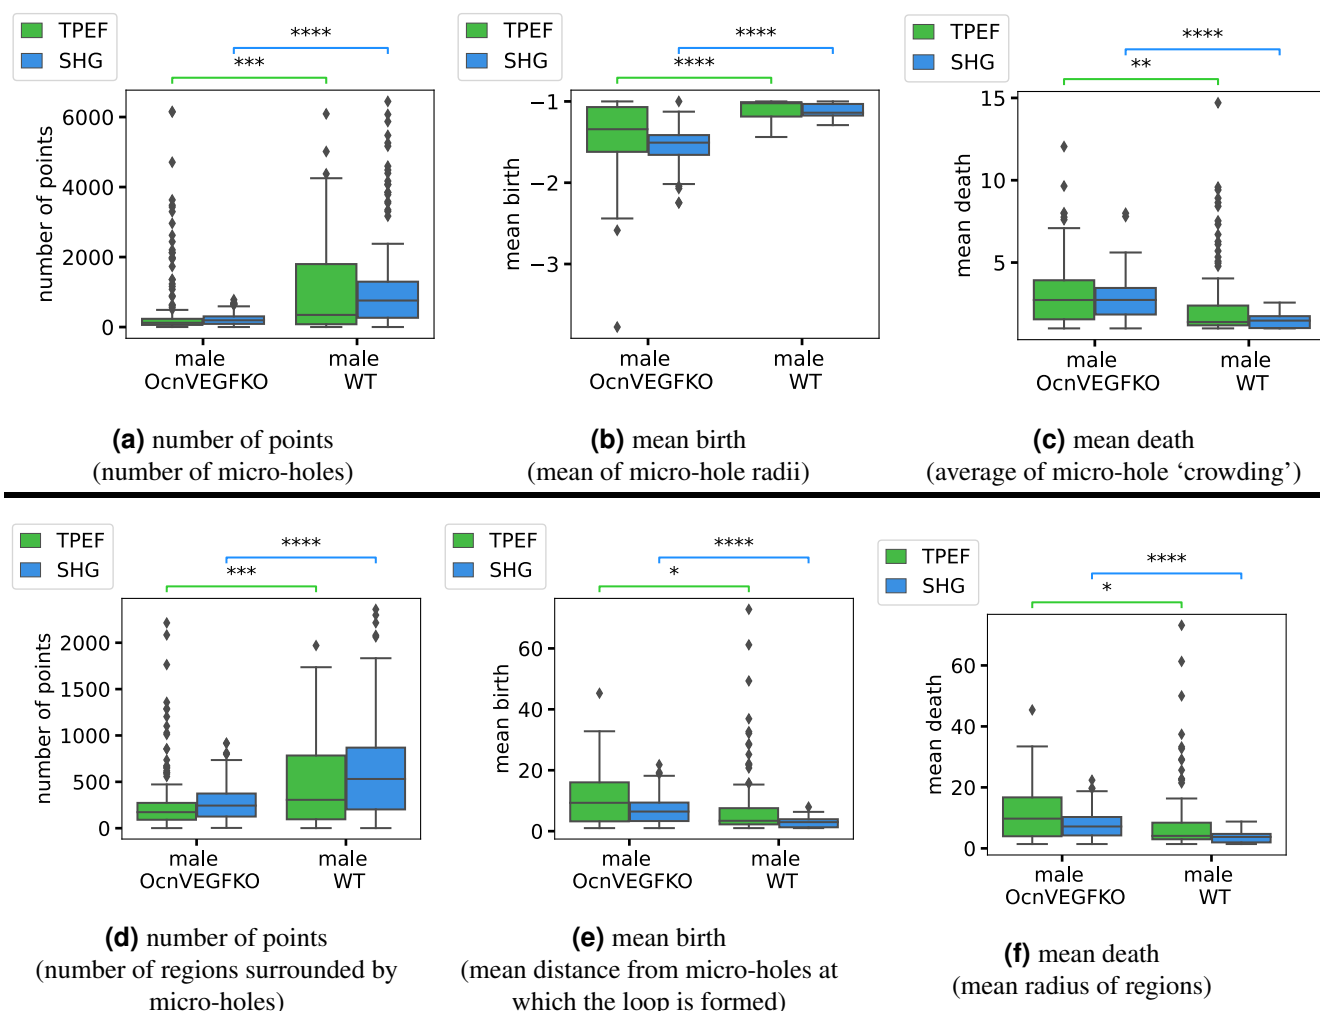 TPEF
SHG
****
***
number of points
6000
4000
2000
0
male
OcnVEGFKO
male
WT
(a) number of points
(number of micro-holes)
TPEF
SHG
****
****
mean birth
−1
−2
−3
male
OcnVEGFKO
male
WT
(b) mean birth
(mean of micro-hole radii)
TPEF
SHG
****
**
mean death
15
10
5
male
OcnVEGFKO
male
WT
(c) mean death
(average of micro-hole ‘crowding’)
TPEF
SHG
****
***
number of points
2000
1500
1000
500
0
male
OcnVEGFKO
male
WT
(d) number of points
(number of regions surrounded by
micro-holes)
TPEF
SHG
****
*
mean birth
60
40
20
0
male
OcnVEGFKO
male
WT
(e) mean birth
(mean distance from micro-holes at
which the loop is formed)
TPEF
SHG
****
*
mean death
60
40
20
0
male
OcnVEGFKO
male
WT
(f) mean death
(mean radius of regions)